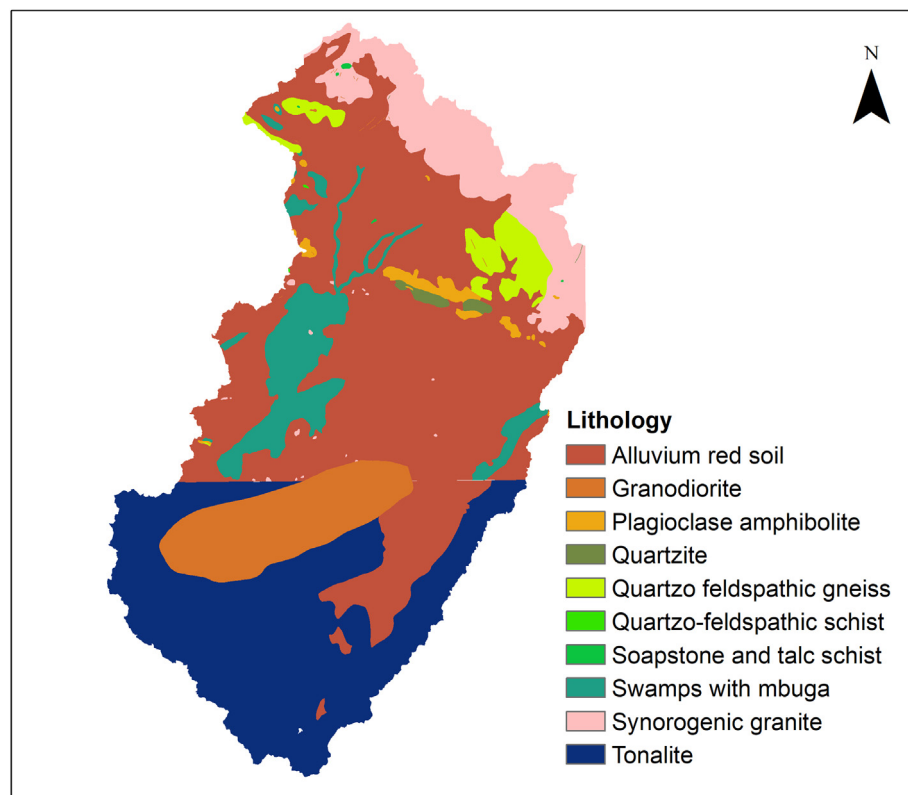 N
Lithology
Alluvium red soil
Granodiorite
Plagioclase amphibolite
Quartzite
Quartzo feldspathic gneiss
Quartzo-feldspathic schist
Soapstone and talc schist
Swamps with mbuga
Synorogenic granite
Tonalite